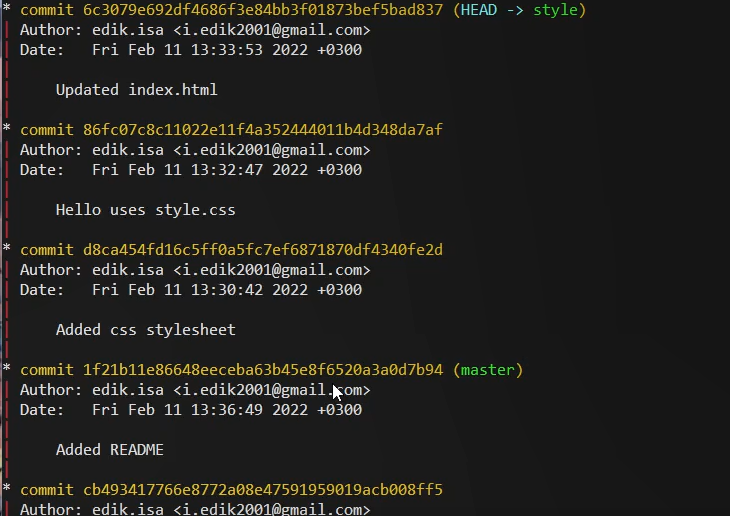 * commit 6c3079e692df4686f3e84bb3f01873bef5bad837 (HEAD -> style)
| Author: edik.isa <i.edik2001@gmail.com>
| Date:   Fri Feb 11 13:33:53 2022 +0300
|
|     Updated index.html
|
* commit 86fc07c8c11022e11f4a352444011b4d348da7af
| Author: edik.isa <i.edik2001@gmail.com>
| Date:   Fri Feb 11 13:32:47 2022 +0300
|
|     Hello uses style.css
|
* commit d8ca454fd16c5ff0a5fc7ef6871870df4340fe2d
| Author: edik.isa <i.edik2001@gmail.com>
| Date:   Fri Feb 11 13:30:42 2022 +0300
|
|     Added css stylesheet
|
* commit 1f21b11e86648eeceba63b45e8f6520a3a0d7b94 (master)
| Author: edik.isa <i.edik2001@gmail.com>
| Date:   Fri Feb 11 13:36:49 2022 +0300
|
|     Added README
|
* commit cb493417766e8772a08e47591959019acb008ff5
| Author: edik.isa <i.edik2001@gmail.com>